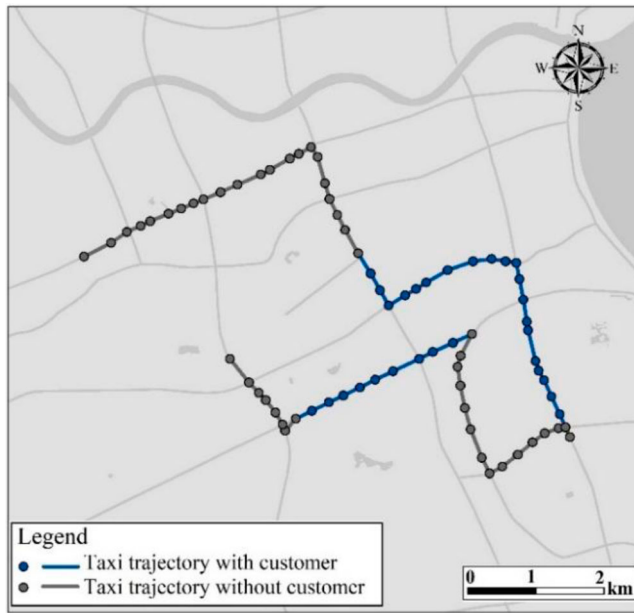 N
W E
S
Legend
Taxi trajectory with customer
Taxi trajectory without customer
0 1 2
km